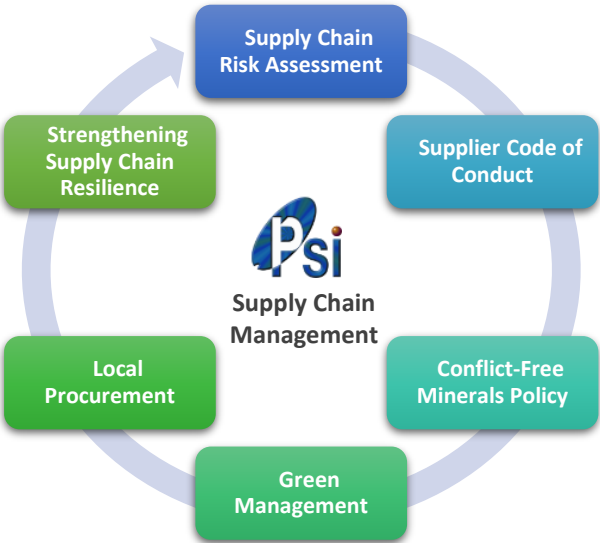 Supply Chain
Risk Assessment
Supplier Code of
Conduct
Conflict-Free
Minerals Policy
Green
Management
Local
Procurement
Strengthening
Supply Chain
Resilience
Psi
Supply Chain
Management